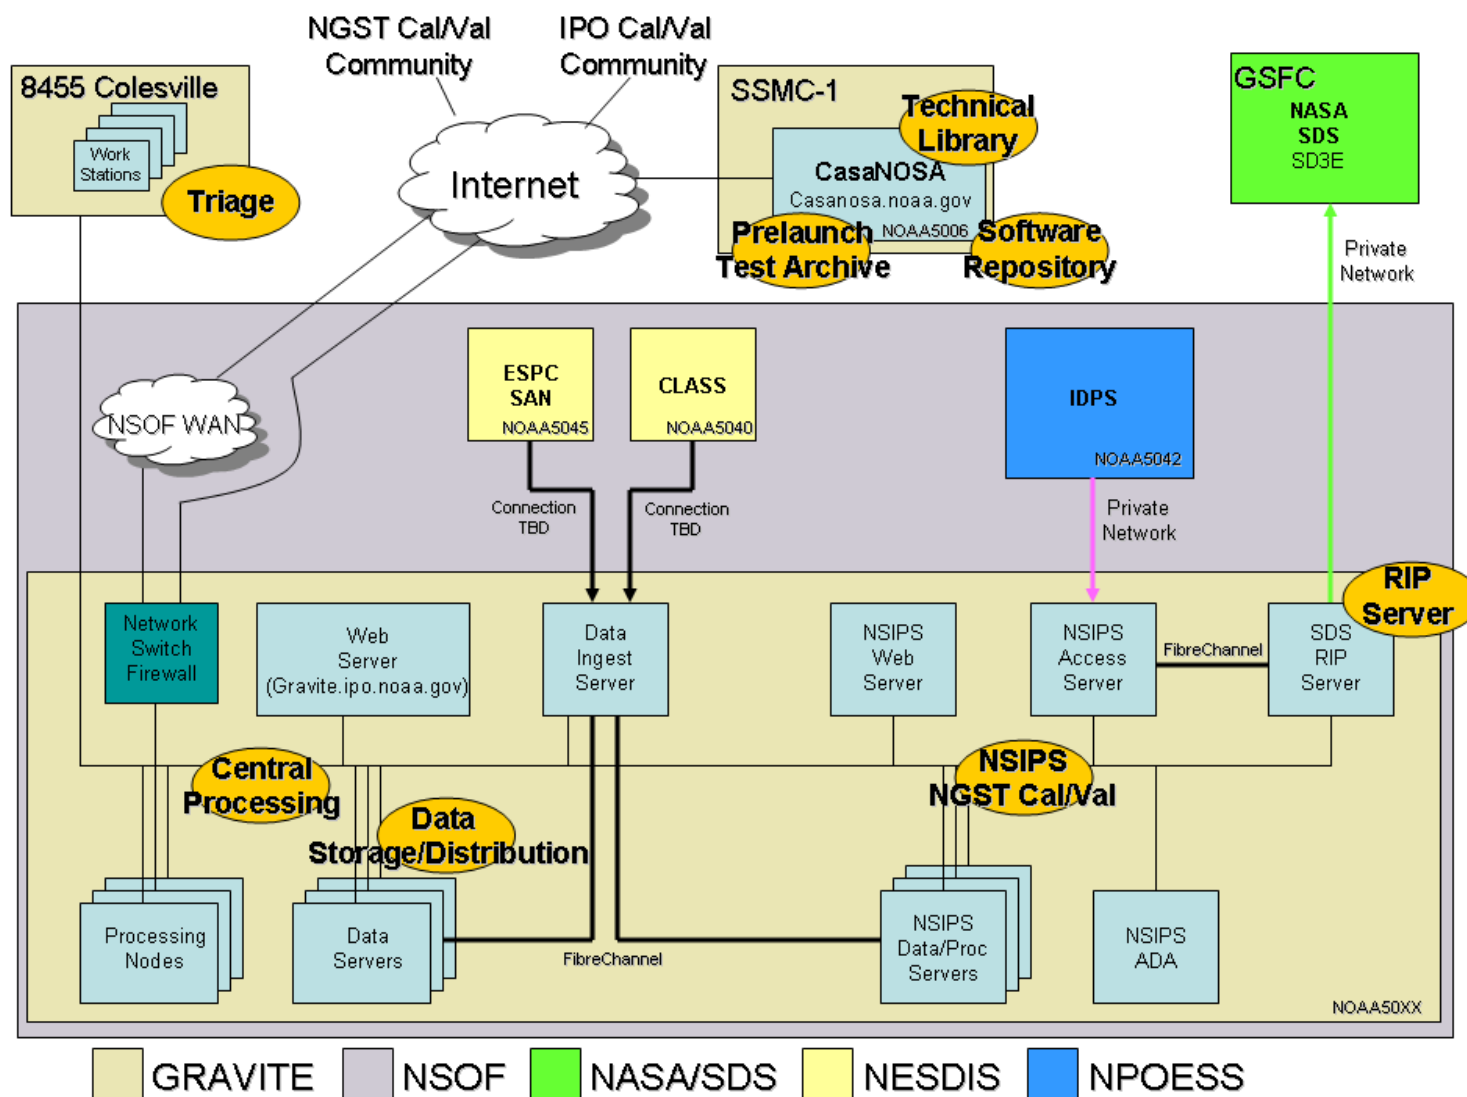 NGST Cal/Val
Community
IPO Cal/Val
Community
8455 Colesville
Work
Stations
Triage
Internet
SSMC-1
Technical
Library
CasaNOSA
Casanosa.noaa.gov
NOAA5006
Prelaunch
Test Archive
Software
Repository
GSFC
NASA
SDS
SD3E
Private
Network
NSOF WAN
ESPC
SAN
NOAA5045
CLASS
NOAA5040
IDPS
NOAA5042
Connection
TBD
Connection
TBD
Private
Network
RIP
Server
Network
Switch
Firewall
Web
Server
(Gravite.ipo.noaa.gov)
Data
Ingest
Server
NSIPS
Web
Server
NSIPS
Access
Server
FibreChannel
SDS
RIP
Server
Central
Processing
Data
Storage/Distribution
NSIPS
NGST Cal/Val
Processing
Nodes
Data
Servers
FibreChannel
NSIPS
Data/Proc
Servers
NSIPS
ADA
NOAA50XX
GRAVITE
NSOF
NASA/SDS
NESDIS
NPOESS